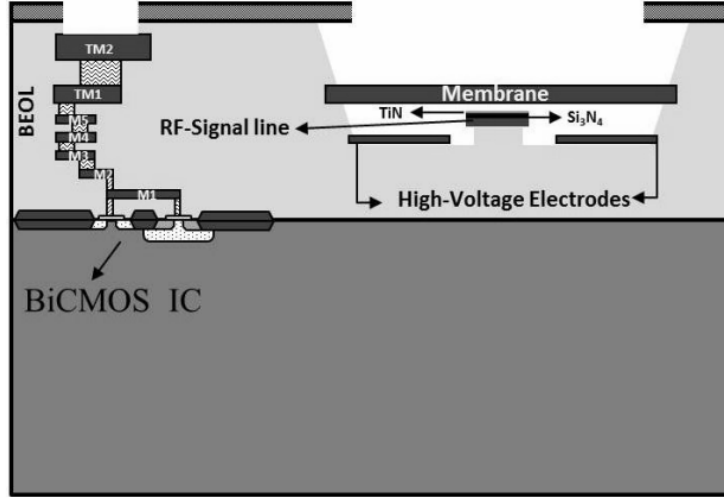 TM2
TM1
M5
M4
M3
M2
M1
BEOL
Membrane
TiN
Si₃N₄
RF-Signal line
High-Voltage Electrodes
BiCMOS IC